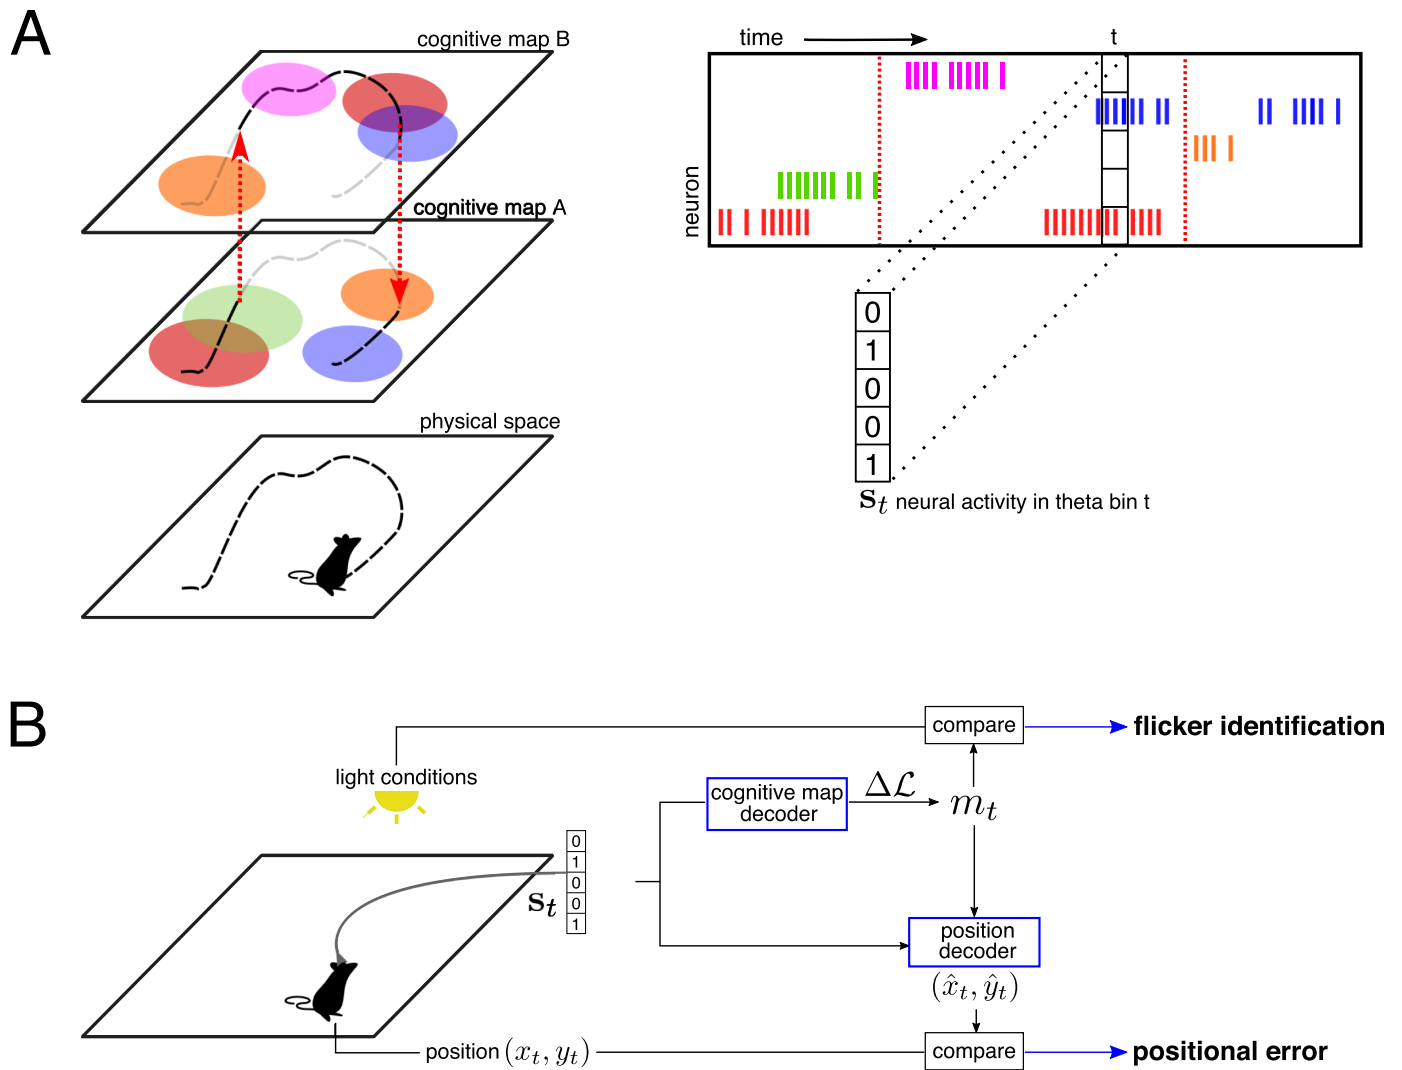 A
cognitive map B
cognitive map A
physical space
time
t
neuron
0
1
0
0
1
s_t neural activity in theta bin t
B
light conditions
0
1
0
0
1
s_t
cognitive map
decoder
Δℒ
m_t
compare
flicker identification
position
decoder
(x̂_t, ŷ_t)
position (x_t, y_t)
compare
positional error